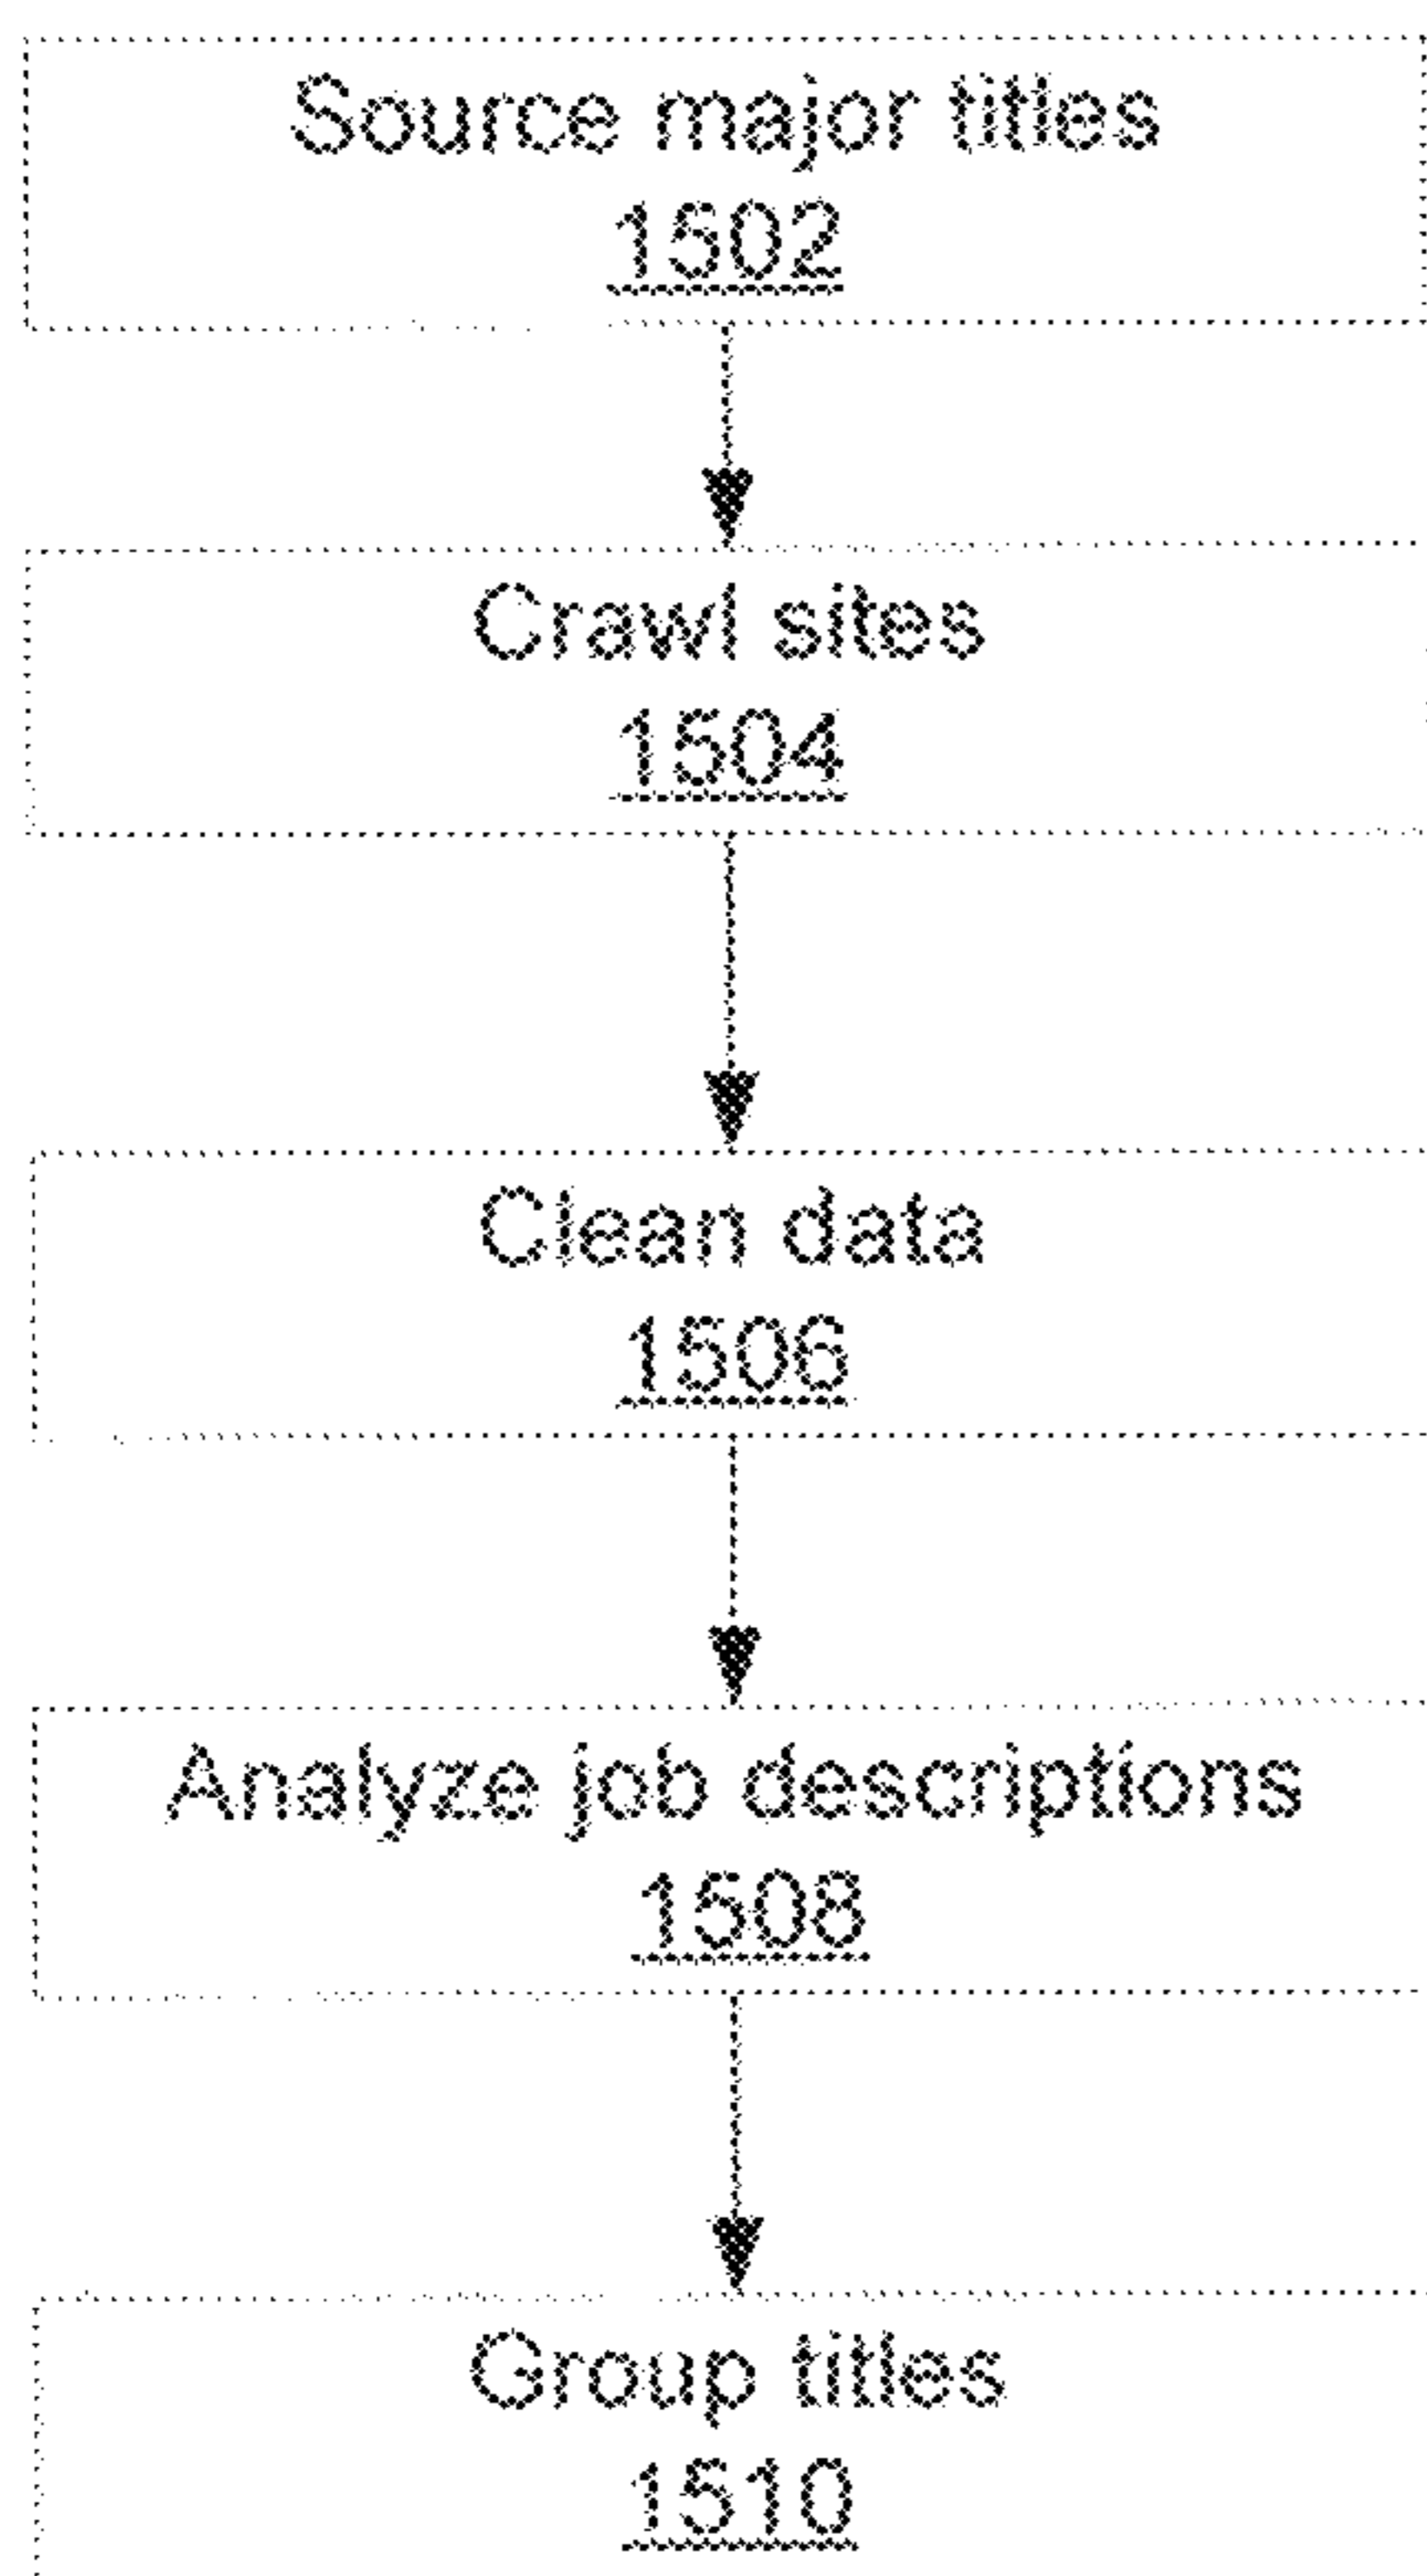 Source major titles
1502
Crawl sites
1504
Clean data
1506
Analyze job descriptions
1508
Group titles
1510